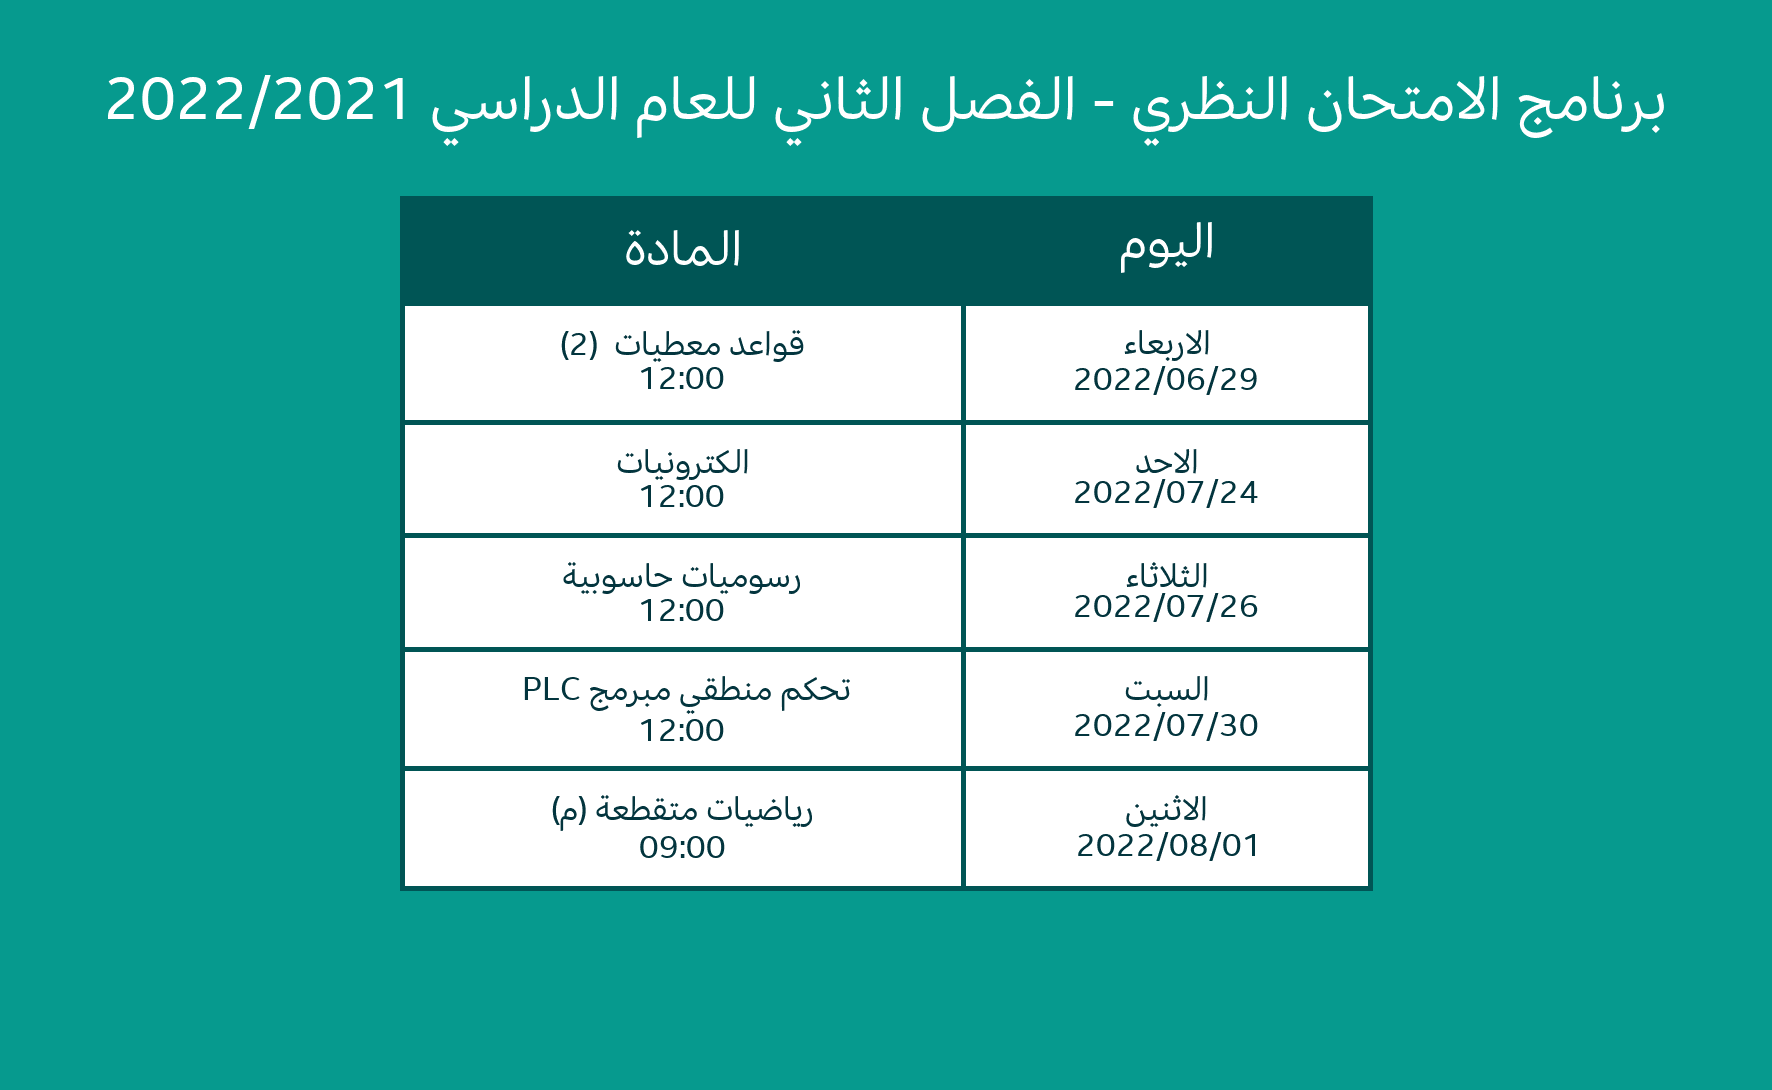 برنامج الامتحان النظري - الفصل الثاني للعام الدراسي 2022/2021
اليوم
المادة
الاربعاء
2022/06/29
قواعد معطيات (2)
12:00
الاحد
2022/07/24
الكترونيات
12:00
الثلاثاء
2022/07/26
رسوميات حاسوبية
12:00
السبت
2022/07/30
تحكم منطقي مبرمج PLC
12:00
الاثنين
2022/08/01
رياضيات متقطعة (م)
09:00